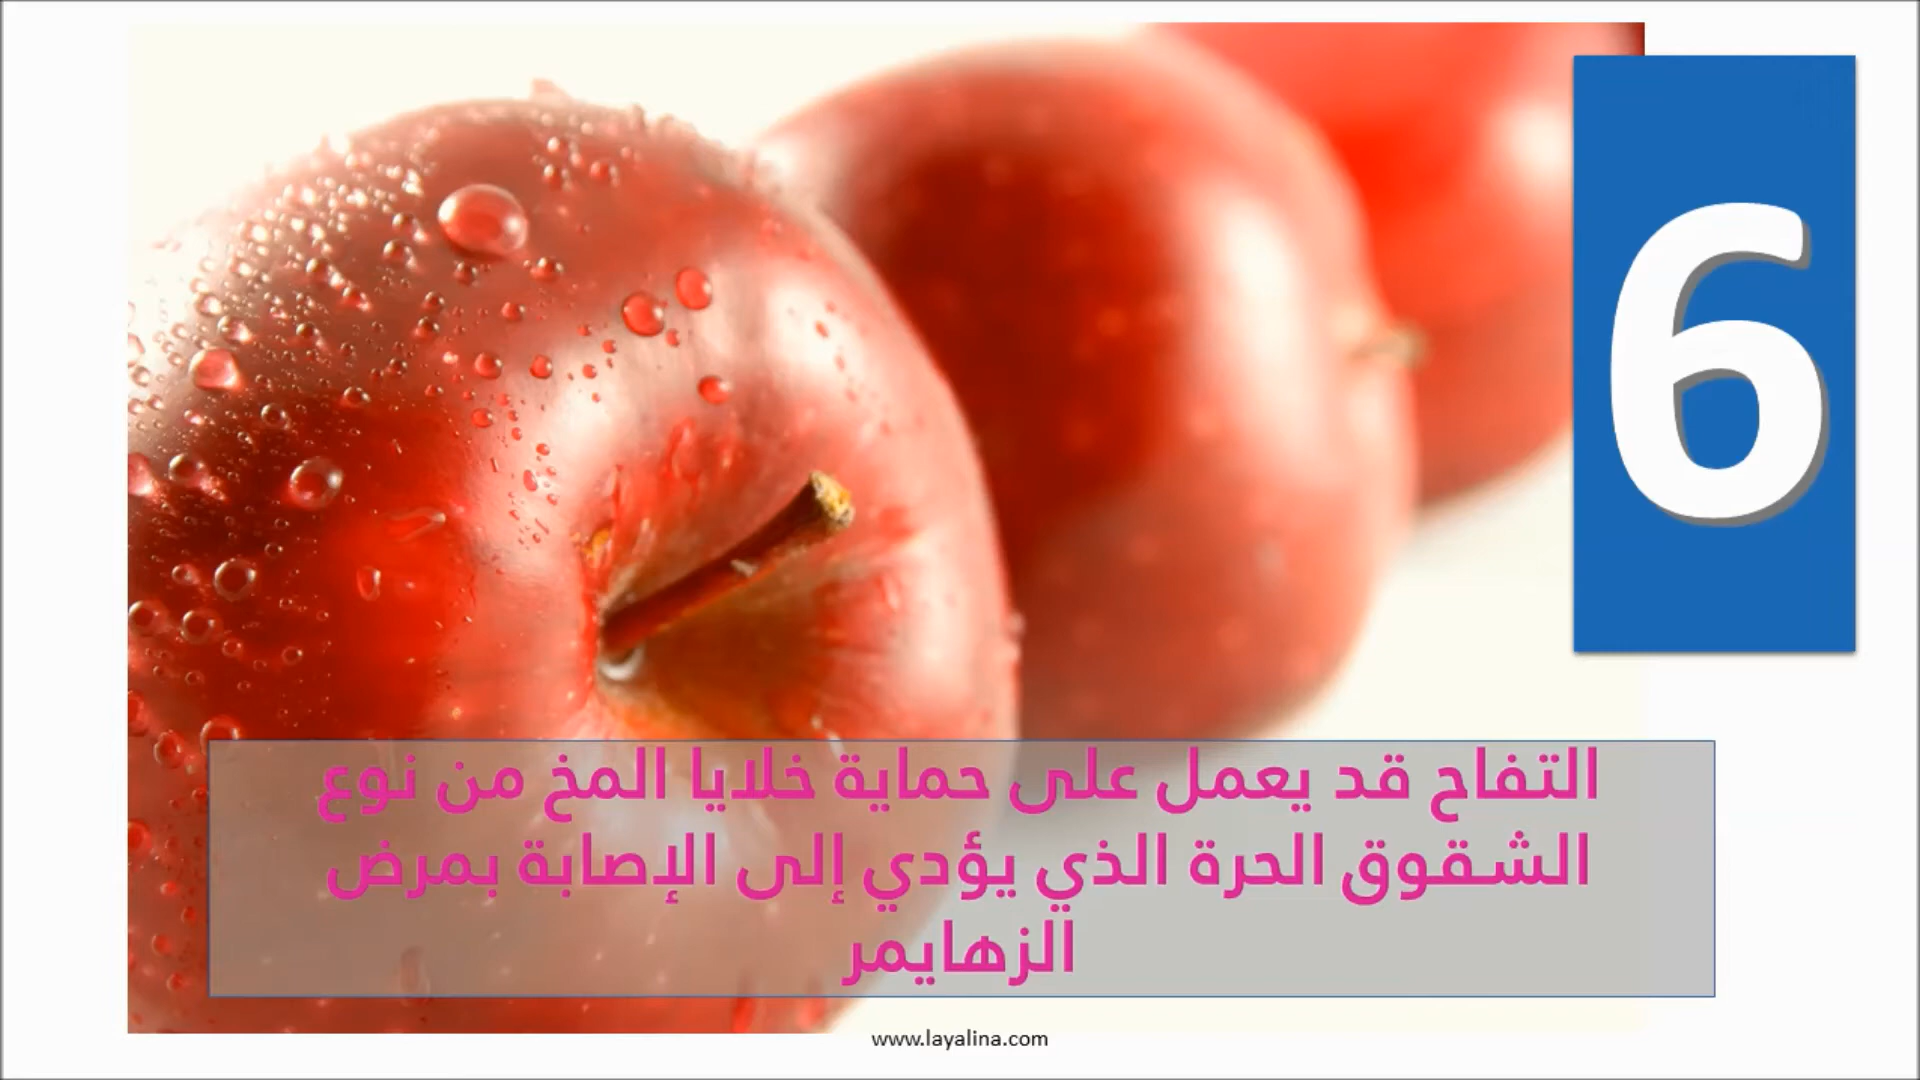 6
التفاح قد يعمل على حماية خلايا المخ من نوع
الشقوق الحرة الذي يؤدي إلى الإصابة بمرض
الزهايمر
www.layalina.com